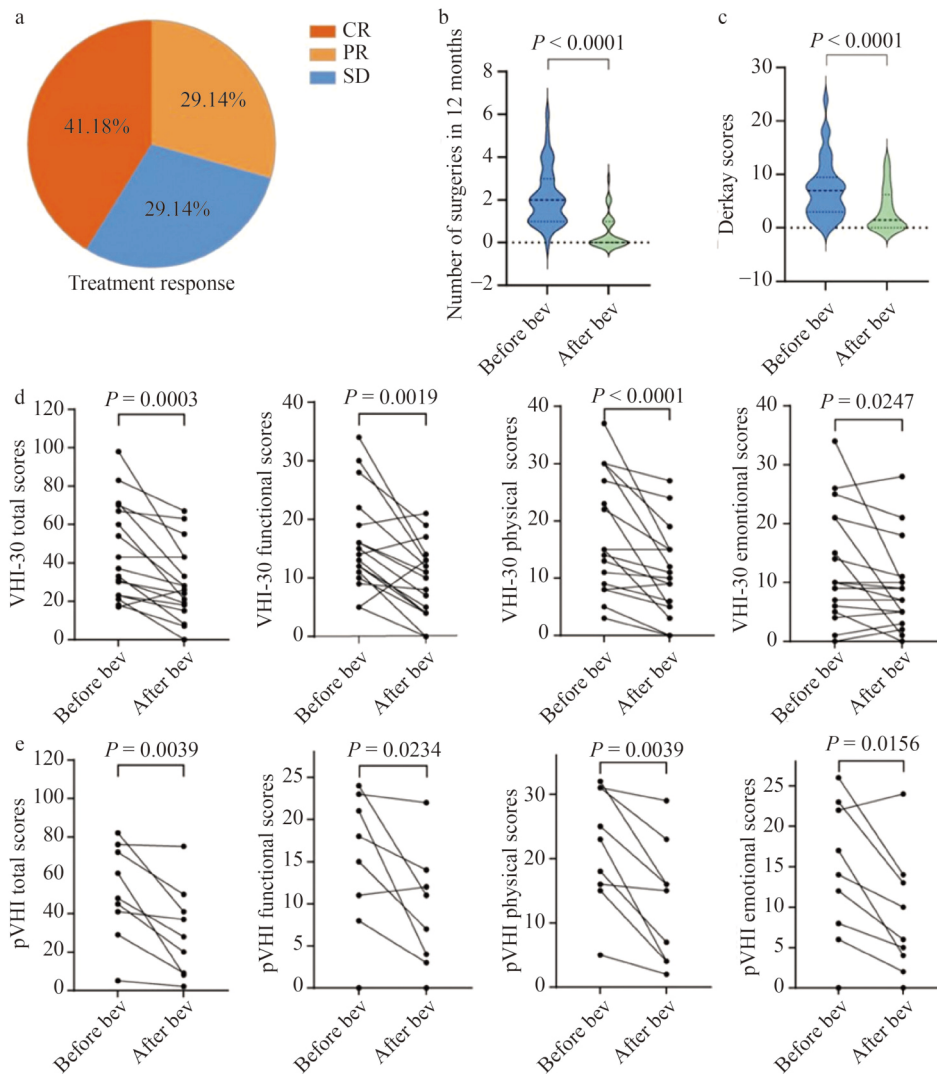 a
CR
PR
SD
41.18%
29.14%
29.14%
Treatment response
b
P < 0.0001
Number of surgeries in 12 months
8
6
4
2
0
−2
Before bev
After bev
c
P < 0.0001
Derkay scores
30
20
10
0
−10
Before bev
After bev
d
P = 0.0003
VHI-30 total scores
120
100
80
60
40
20
0
Before bev
After bev
P = 0.0019
VHI-30 functional scores
40
30
20
10
0
Before bev
After bev
P < 0.0001
VHI-30 physical scores
40
30
20
10
0
Before bev
After bev
P = 0.0247
VHI-30 emontional scores
40
30
20
10
0
Before bev
After bev
e
P = 0.0039
pVHI total scores
120
100
80
60
40
20
0
Before bev
After bev
P = 0.0234
pVHI functional scores
25
20
15
10
5
0
Before bev
After bev
P = 0.0039
pVHI physical scores
30
20
10
0
Before bev
After bev
P = 0.0156
pVHI emotional scores
25
20
15
10
5
0
Before bev
After bev